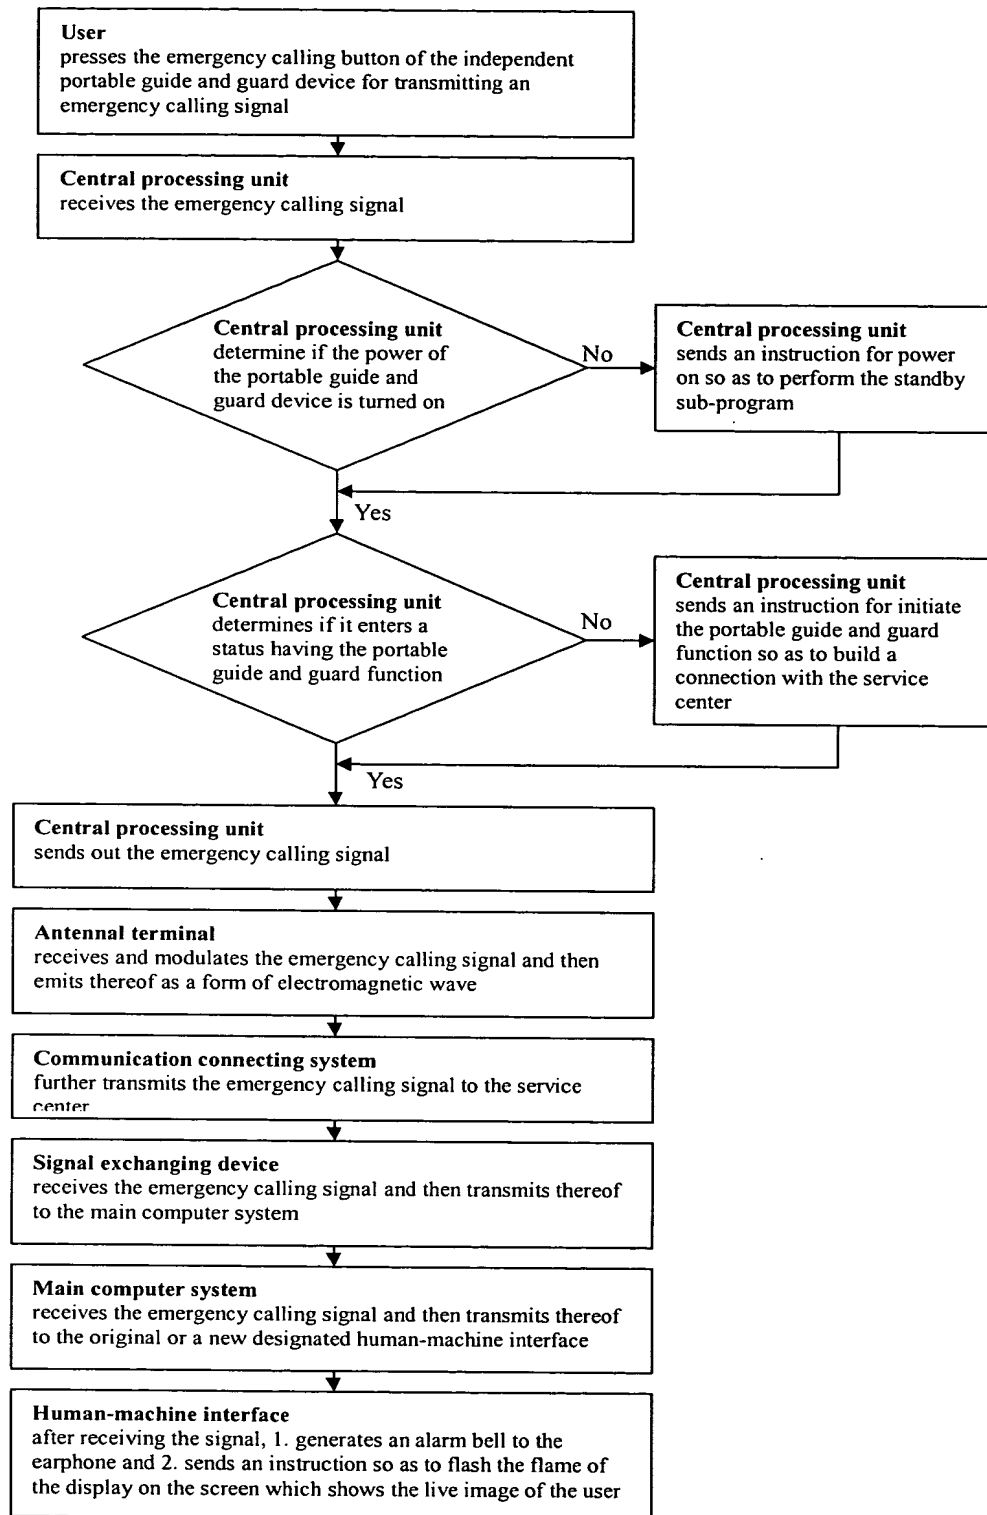 User
presses the emergency calling button of the independent
portable guide and guard device for transmitting an
emergency calling signal
Central processing unit
receives the emergency calling signal
Central processing unit
determine if the power of
the portable guide and
guard device is turned on
No
Central processing unit
sends an instruction for power
on so as to perform the standby
sub-program
Yes
Central processing unit
determines if it enters a
status having the portable
guide and guard function
No
Central processing unit
sends an instruction for initiate
the portable guide and guard
function so as to build a
connection with the service
center
Yes
Central processing unit
sends out the emergency calling signal
Antennal terminal
receives and modulates the emergency calling signal and then
emits thereof as a form of electromagnetic wave
Communication connecting system
further transmits the emergency calling signal to the service
center
Signal exchanging device
receives the emergency calling signal and then transmits thereof
to the main computer system
Main computer system
receives the emergency calling signal and then transmits thereof
to the original or a new designated human-machine interface
Human-machine interface
after receiving the signal, 1. generates an alarm bell to the
earphone and 2. sends an instruction so as to flash the flame of
the display on the screen which shows the live image of the user